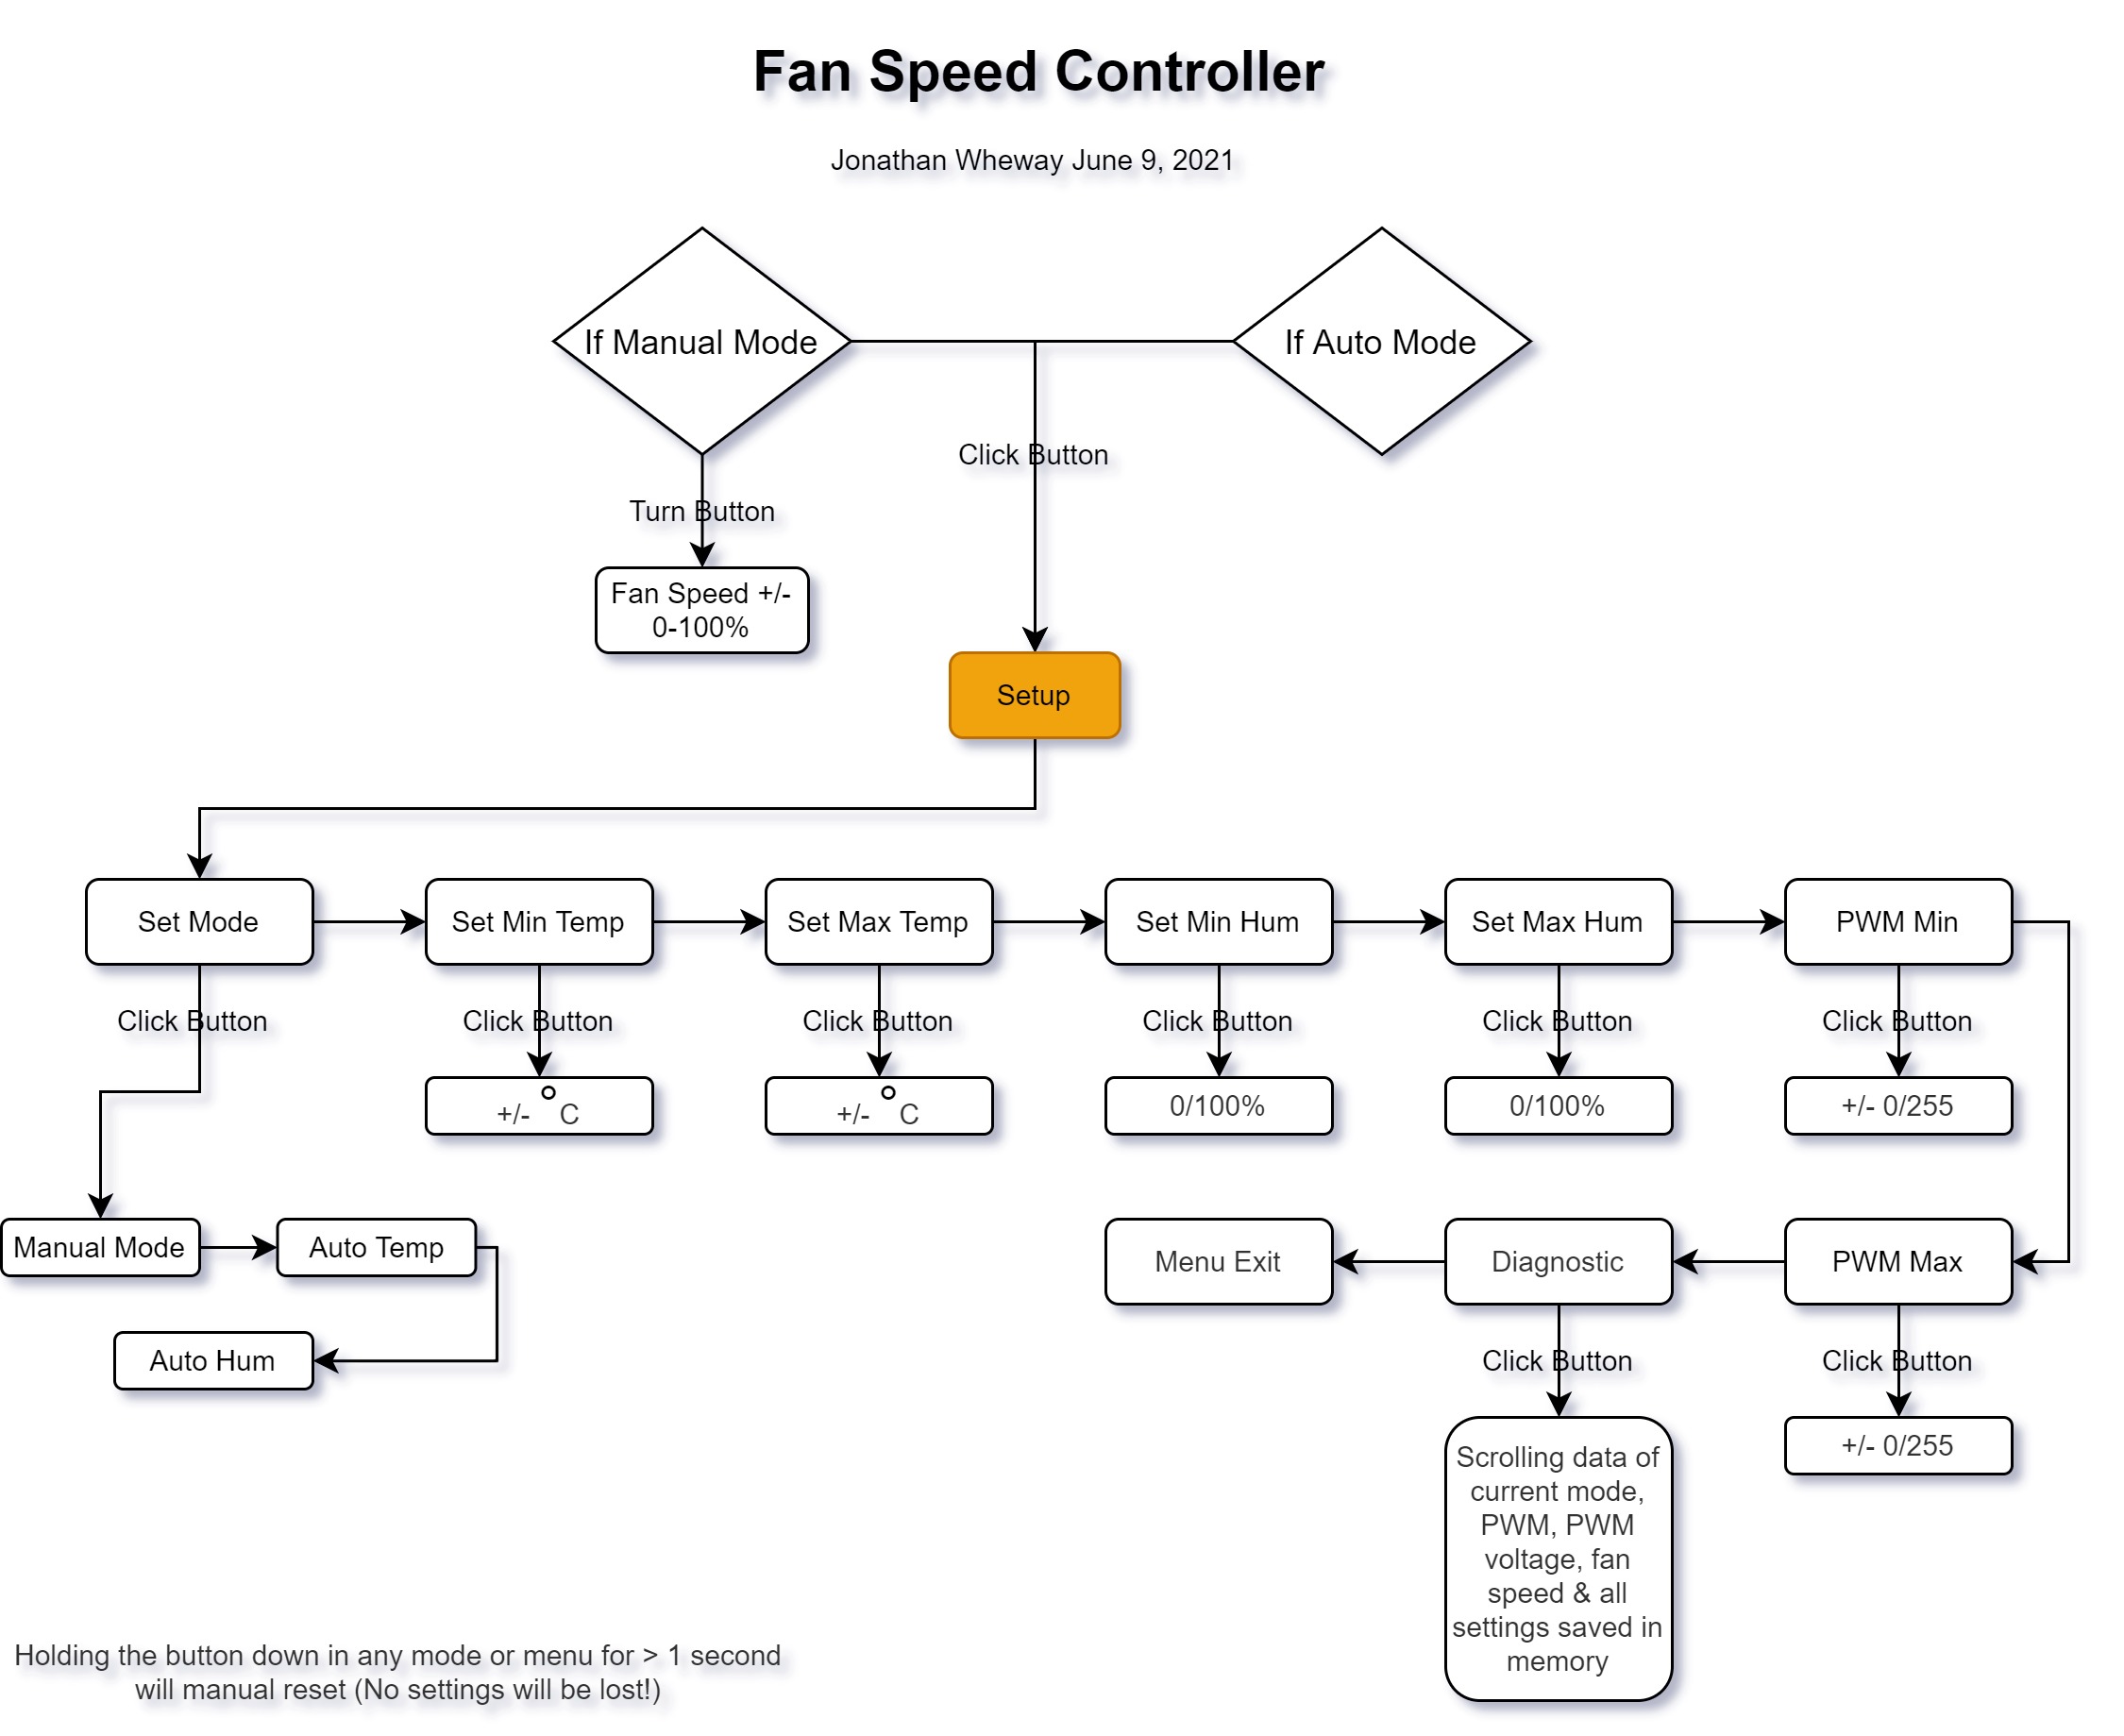 Fan Speed Controller
Jonathan Wheway June 9, 2021
If Manual Mode
If Auto Mode
Click Button
Turn Button
Fan Speed +/-
0-100%
Setup
Set Mode
Set Min Temp
Set Max Temp
Set Min Hum
Set Max Hum
PWM Min
Click Button
Click Button
Click Button
Click Button
Click Button
Click Button
+/- ° C
+/- ° C
0/100%
0/100%
+/- 0/255
Manual Mode
Auto Temp
Menu Exit
Diagnostic
PWM Max
Auto Hum
Click Button
Click Button
+/- 0/255
Scrolling data of
current mode,
PWM, PWM
voltage, fan
speed & all
settings saved in
memory
Holding the button down in any mode or menu for > 1 second
will manual reset (No settings will be lost!)